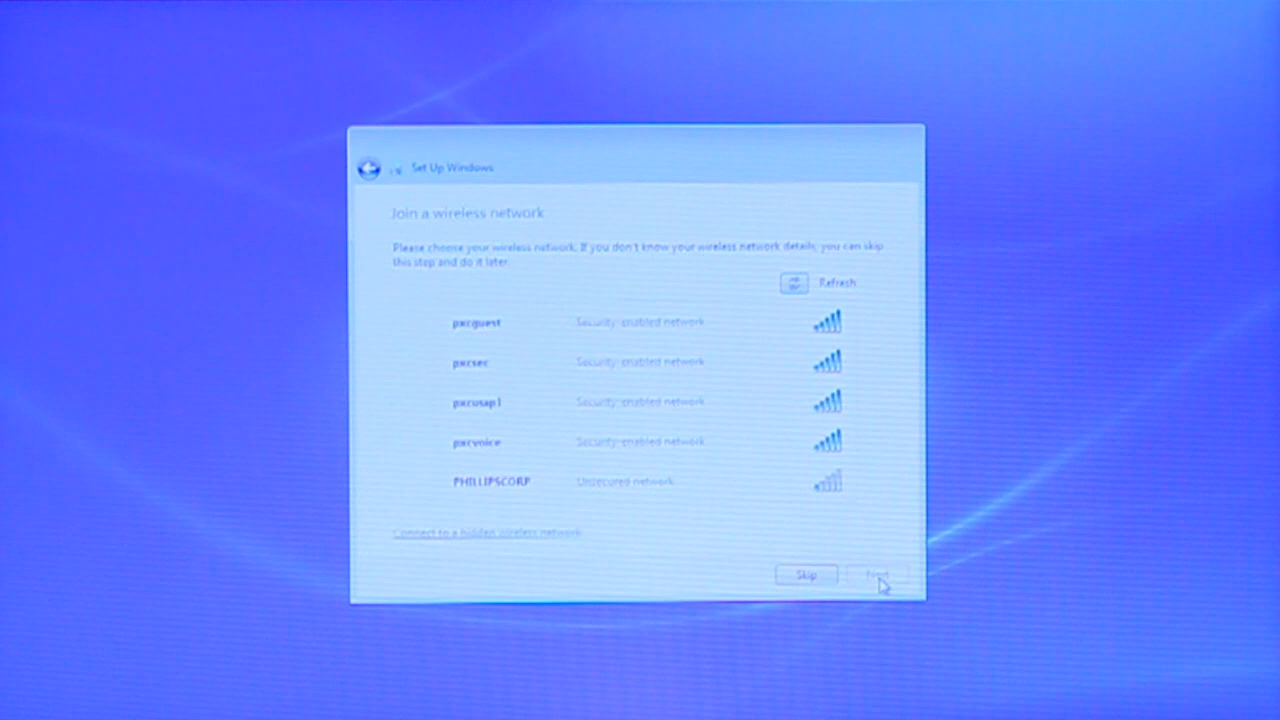 Set Up Windows
Join a wireless network
Please choose your wireless network. If you don't know your wireless network details, you can skip
this step and do it later.
Refresh
pxcguest Security-enabled network
pxcsec Security-enabled network
pxcusap1 Security-enabled network
pxcvoice Security-enabled network
PHILLIPSCORP Unsecured network
Connect to a hidden wireless network
Skip Next